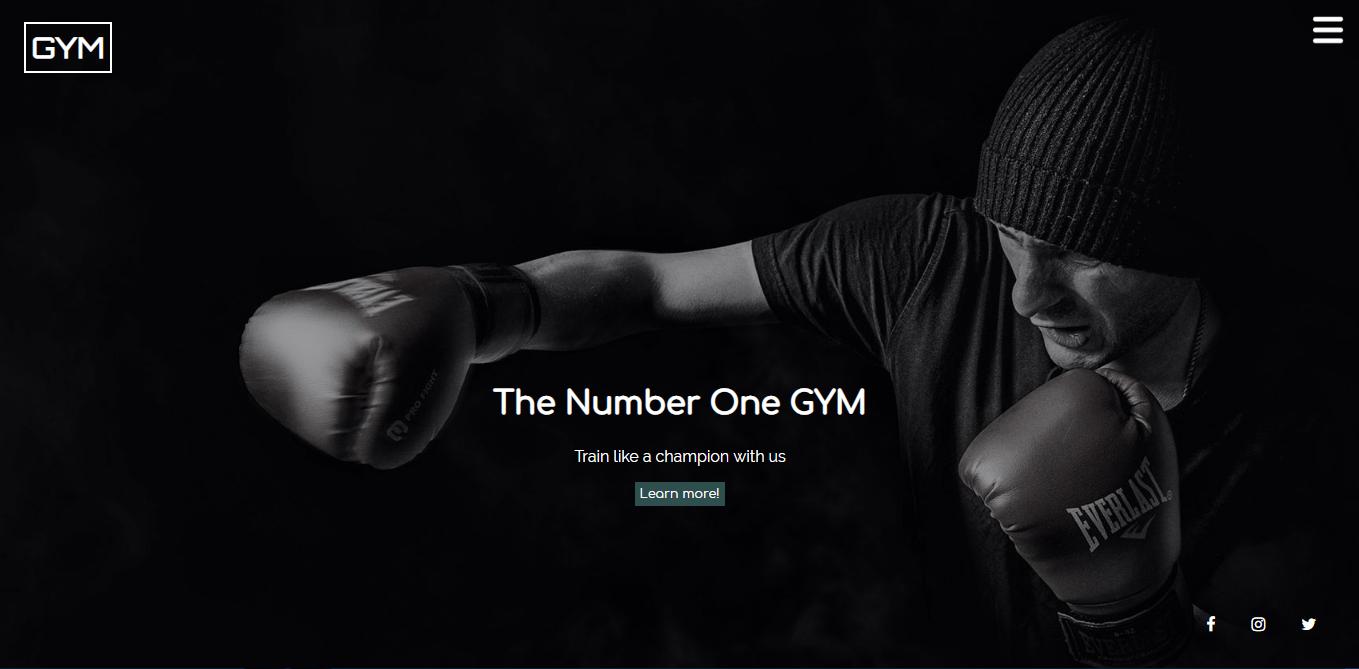 GYM
PRO FIGHT
The Number One GYM
Train like a champion with us
Learn more!
EVERLAST